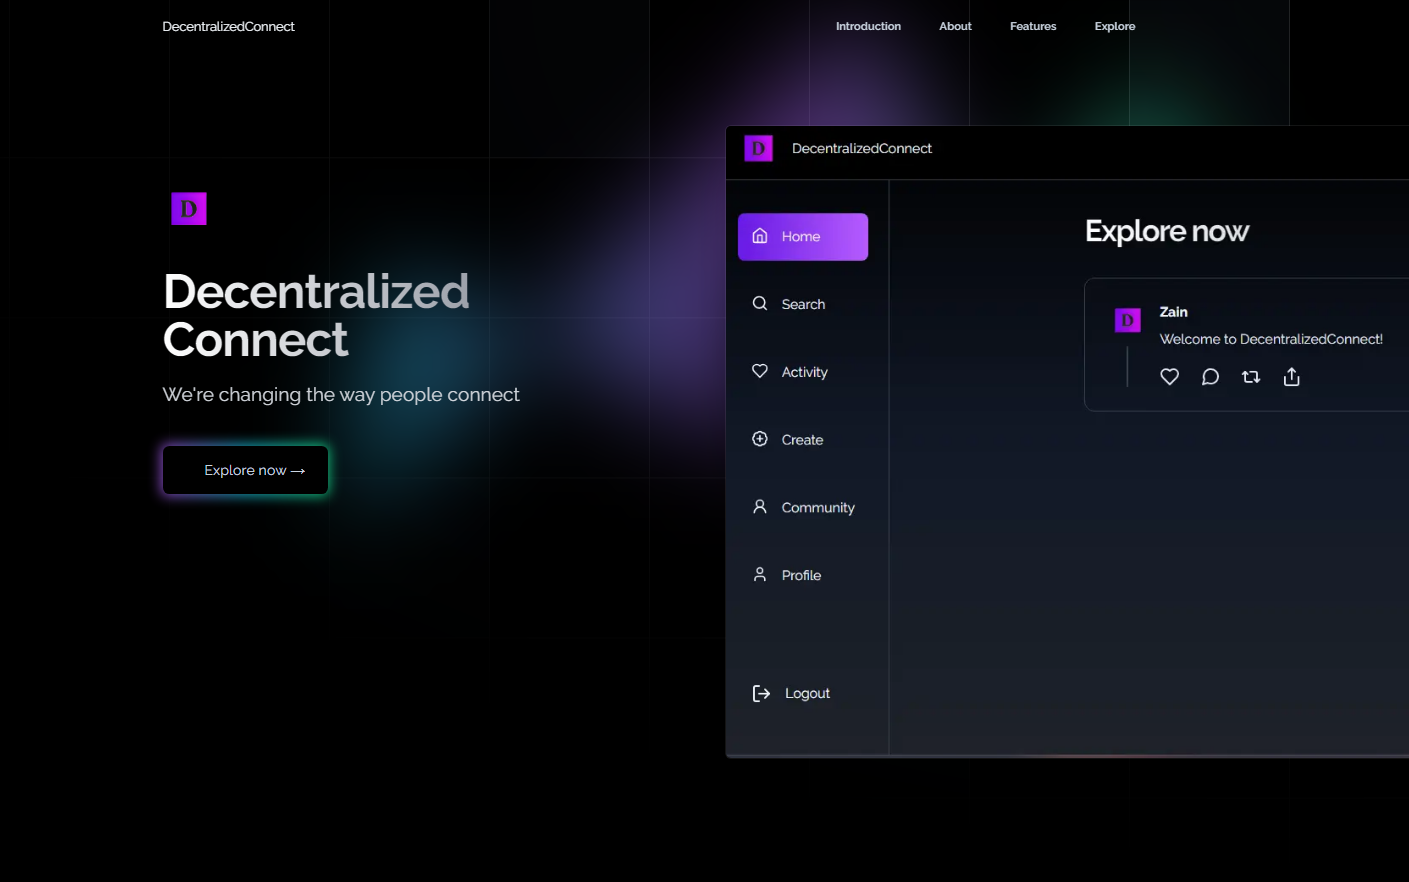 DecentralizedConnect
Introduction
About
Features
Explore
D
Decentralized
Connect
We're changing the way people connect
Explore now →
D
DecentralizedConnect
Home
Search
Activity
Create
Community
Profile
Logout
Explore now
D
Zain
Welcome to DecentralizedConnect!